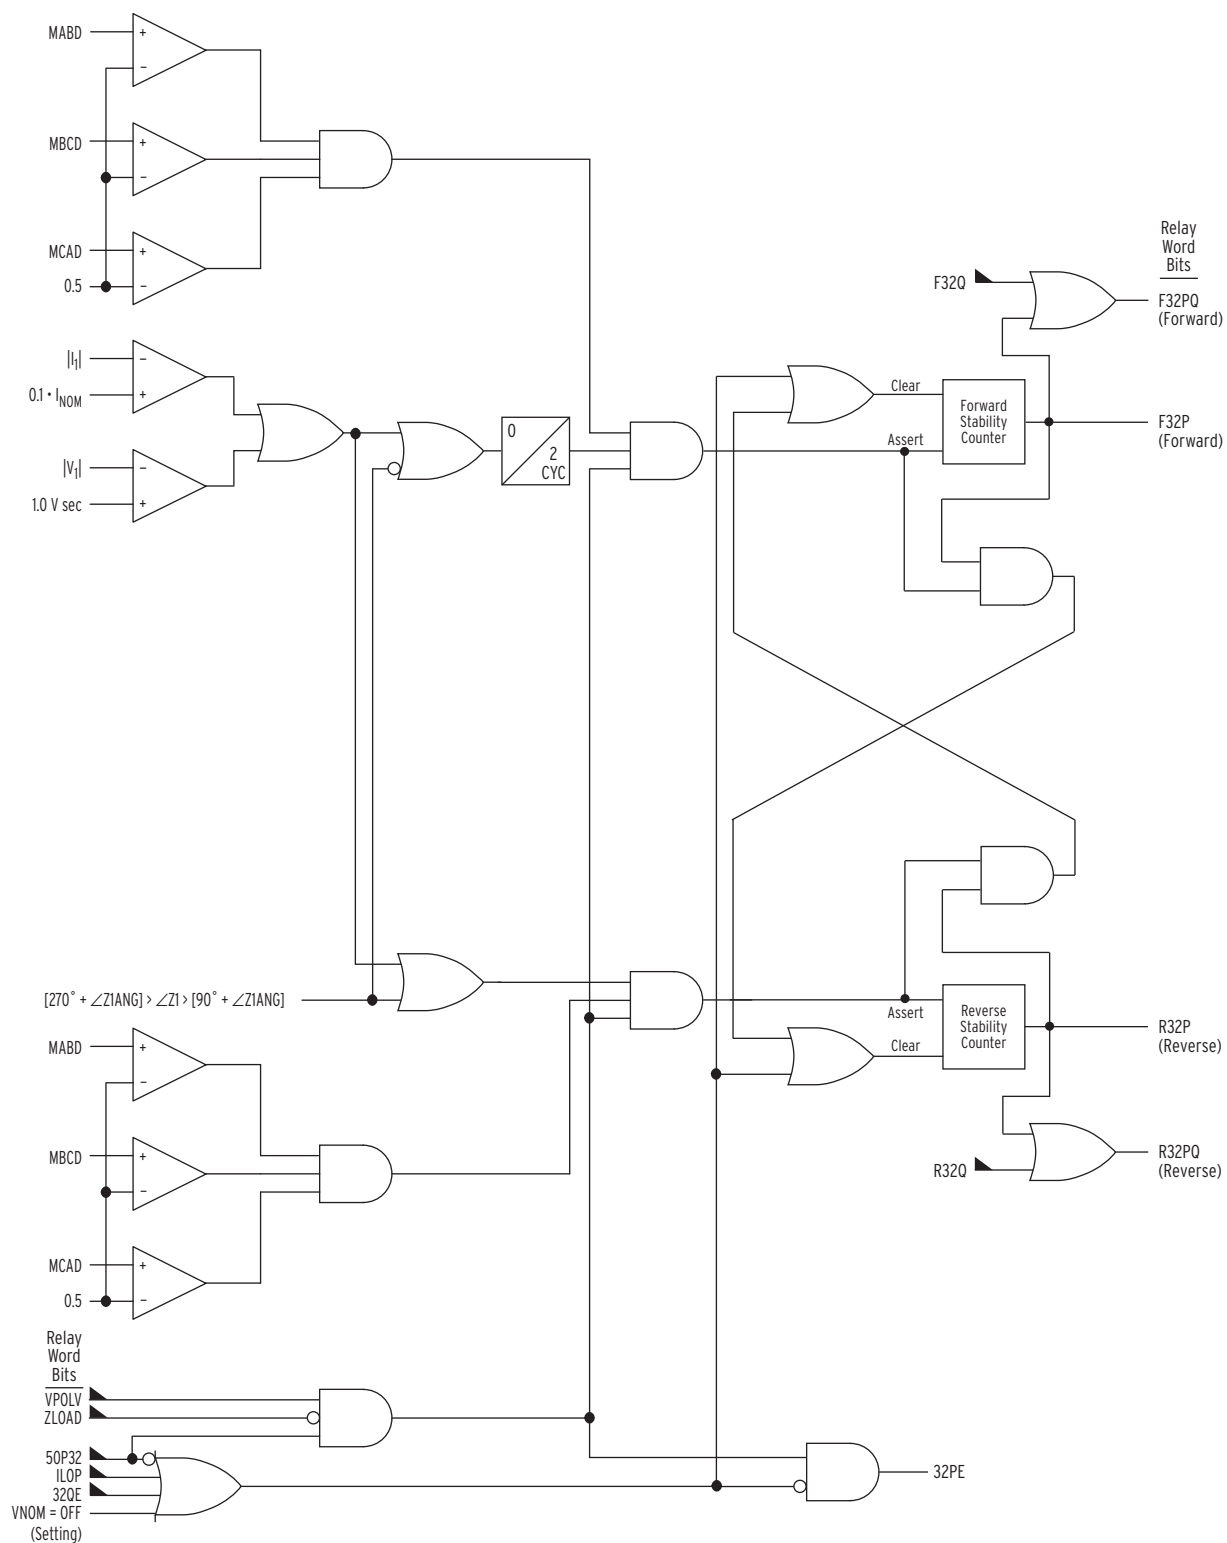 MABD
+
−
MBCD
+
−
MCAD
+
0.5
−
Relay
Word
Bits
F32Q
F32PQ
(Forward)
|I1|
−
0.1 • INOM
+
|V1|
−
1.0 V sec
+
0
2
CYC
Clear
Assert
Forward
Stability
Counter
F32P
(Forward)
[270° + ∠Z1ANG] > ∠Z1 > [90° + ∠Z1ANG]
Assert
Clear
Reverse
Stability
Counter
R32P
(Reverse)
MABD
+
−
MBCD
+
−
MCAD
+
0.5
−
R32Q
R32PQ
(Reverse)
Relay
Word
Bits
VPOLV
ZLOAD
50P32
ILOP
32QE
VNOM = OFF
(Setting)
32PE